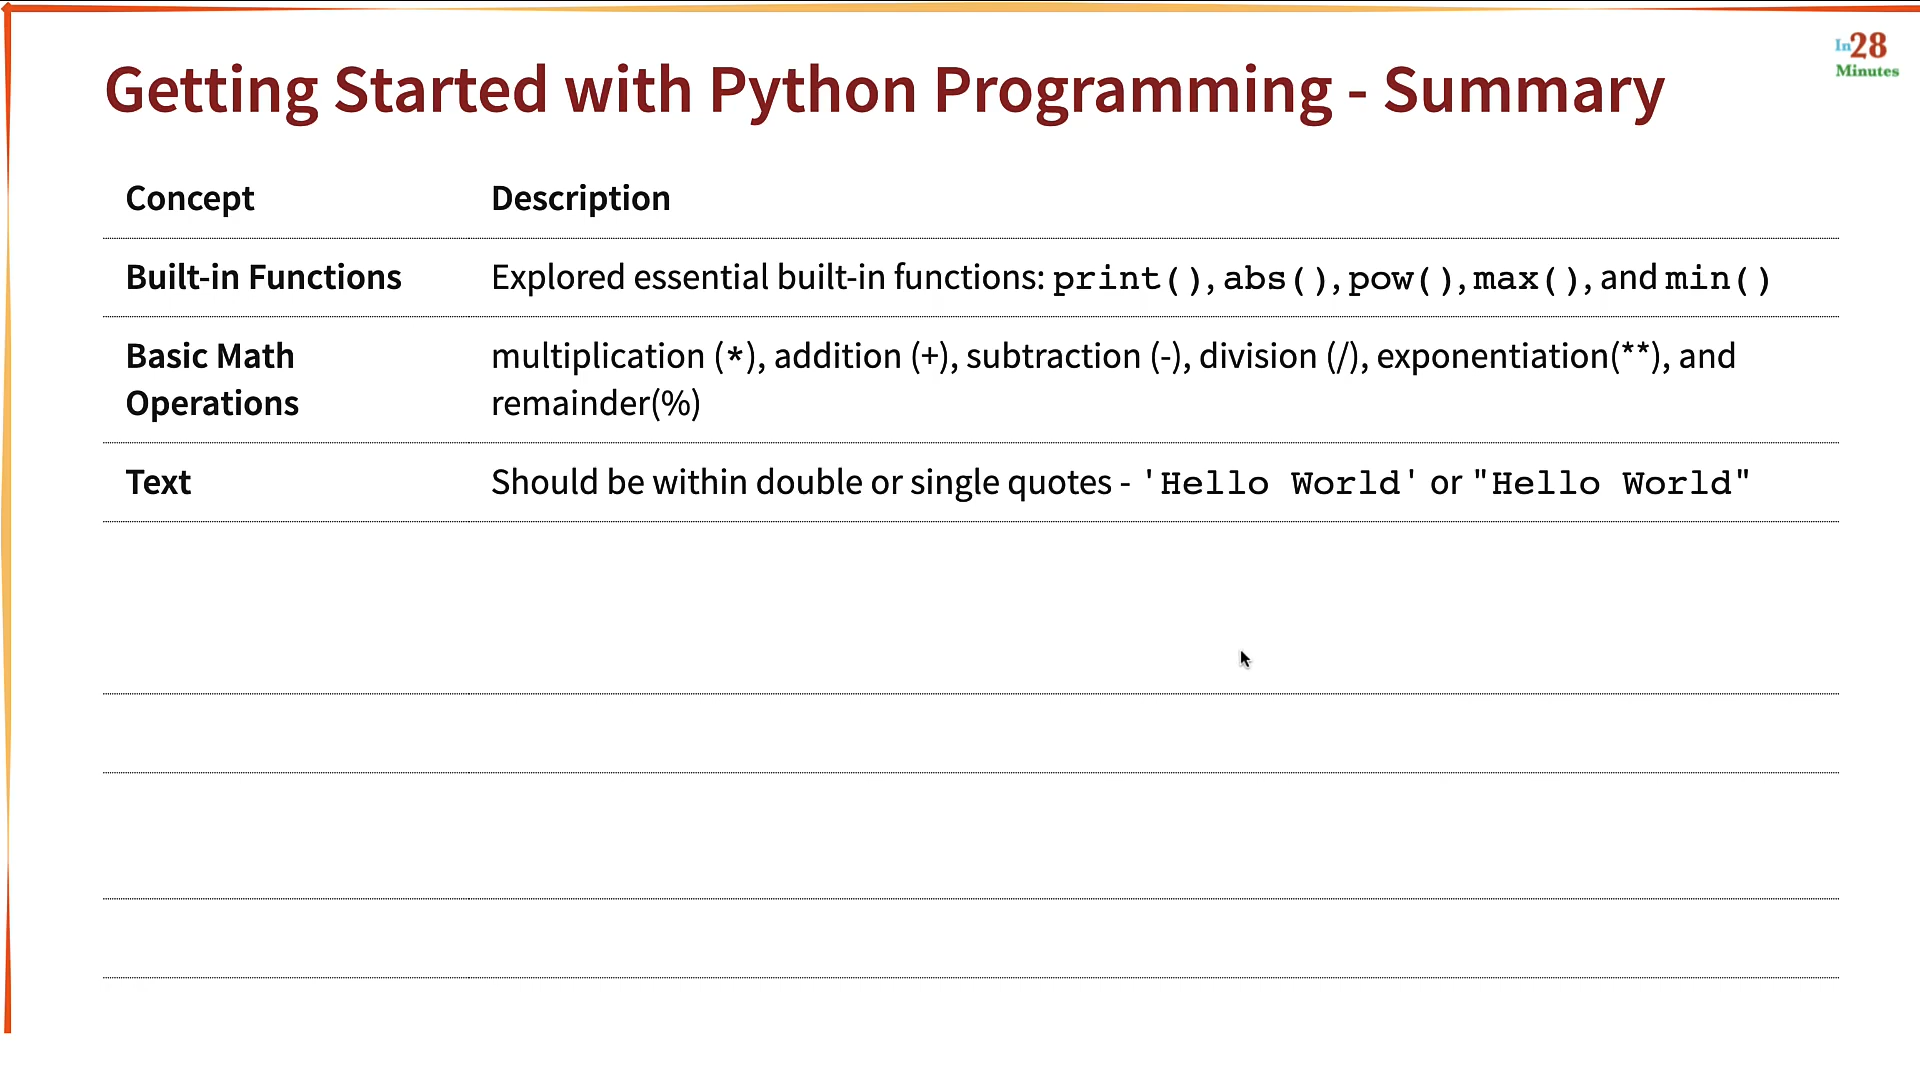 In28
Minutes
Getting Started with Python Programming - Summary
Concept Description
Built-in Functions Explored essential built-in functions: print(), abs(), pow(), max(), and min()
Basic Math multiplication (*), addition (+), subtraction (-), division (/), exponentiation(**), and
Operations remainder(%)
Text Should be within double or single quotes - 'Hello World' or "Hello World"